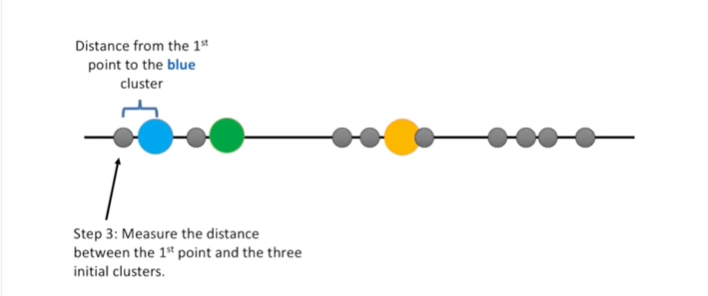 Distance from the 1st
point to the blue
cluster
Step 3: Measure the distance
between the 1st point and the three
initial clusters.